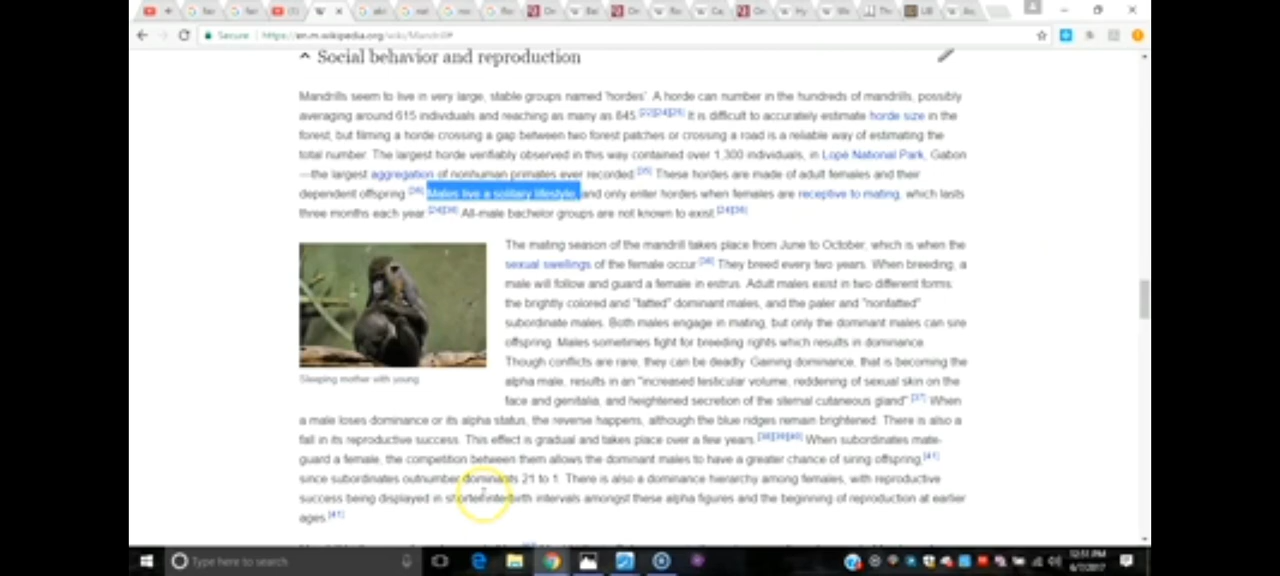 Secure https://en.m.wikipedia.org/wiki/Mandrill#
Social behavior and reproduction
Mandrills seem to live in very large, stable groups named 'hordes'. A horde can number in the hundreds of mandrills, possibly
averaging around 615 individuals and reaching as many as 845. It is difficult to accurately estimate horde size in the
forest, but filming a horde crossing a gap between two forest patches or crossing a road is a reliable way of estimating the
total number. The largest horde verifiably observed in this way contained over 1,300 individuals, in Lopé National Park, Gabon
—the largest aggregation of nonhuman primates ever recorded. These hordes are made of adult females and their
dependent offspring. Males live a solitary lifestyle, and only enter hordes when females are receptive to mating, which lasts
three months each year. All-male bachelor groups are not known to exist.
The mating season of the mandrill takes place from June to October, which is when the
sexual swellings of the female occur. They breed every two years. When breeding, a
male will follow and guard a female in estrus. Adult males exist in two different forms:
the brightly colored and "fatted" dominant males, and the paler and "nonfatted"
subordinate males. Both males engage in mating, but only the dominant males can sire
offspring. Males sometimes fight for breeding rights which results in dominance.
Though conflicts are rare, they can be deadly. Gaining dominance, that is becoming the
alpha male, results in an "increased testicular volume, reddening of sexual skin on the
Sleeping mother with young
face and genitalia, and heightened secretion of the sternal cutaneous gland".[37] When
a male loses dominance or its alpha status, the reverse happens, although the blue ridges remain brightened. There is also a
fall in its reproductive success. This effect is gradual and takes place over a few years. When subordinates mate-
guard a female, the competition between them allows the dominant males to have a greater chance of siring offspring,[41]
since subordinates outnumber dominants 21 to 1. There is also a dominance hierarchy among females, with reproductive
success being displayed in shorter interbirth intervals amongst these alpha figures and the beginning of reproduction at earlier
ages.[41]
Type here to search
12:51 PM